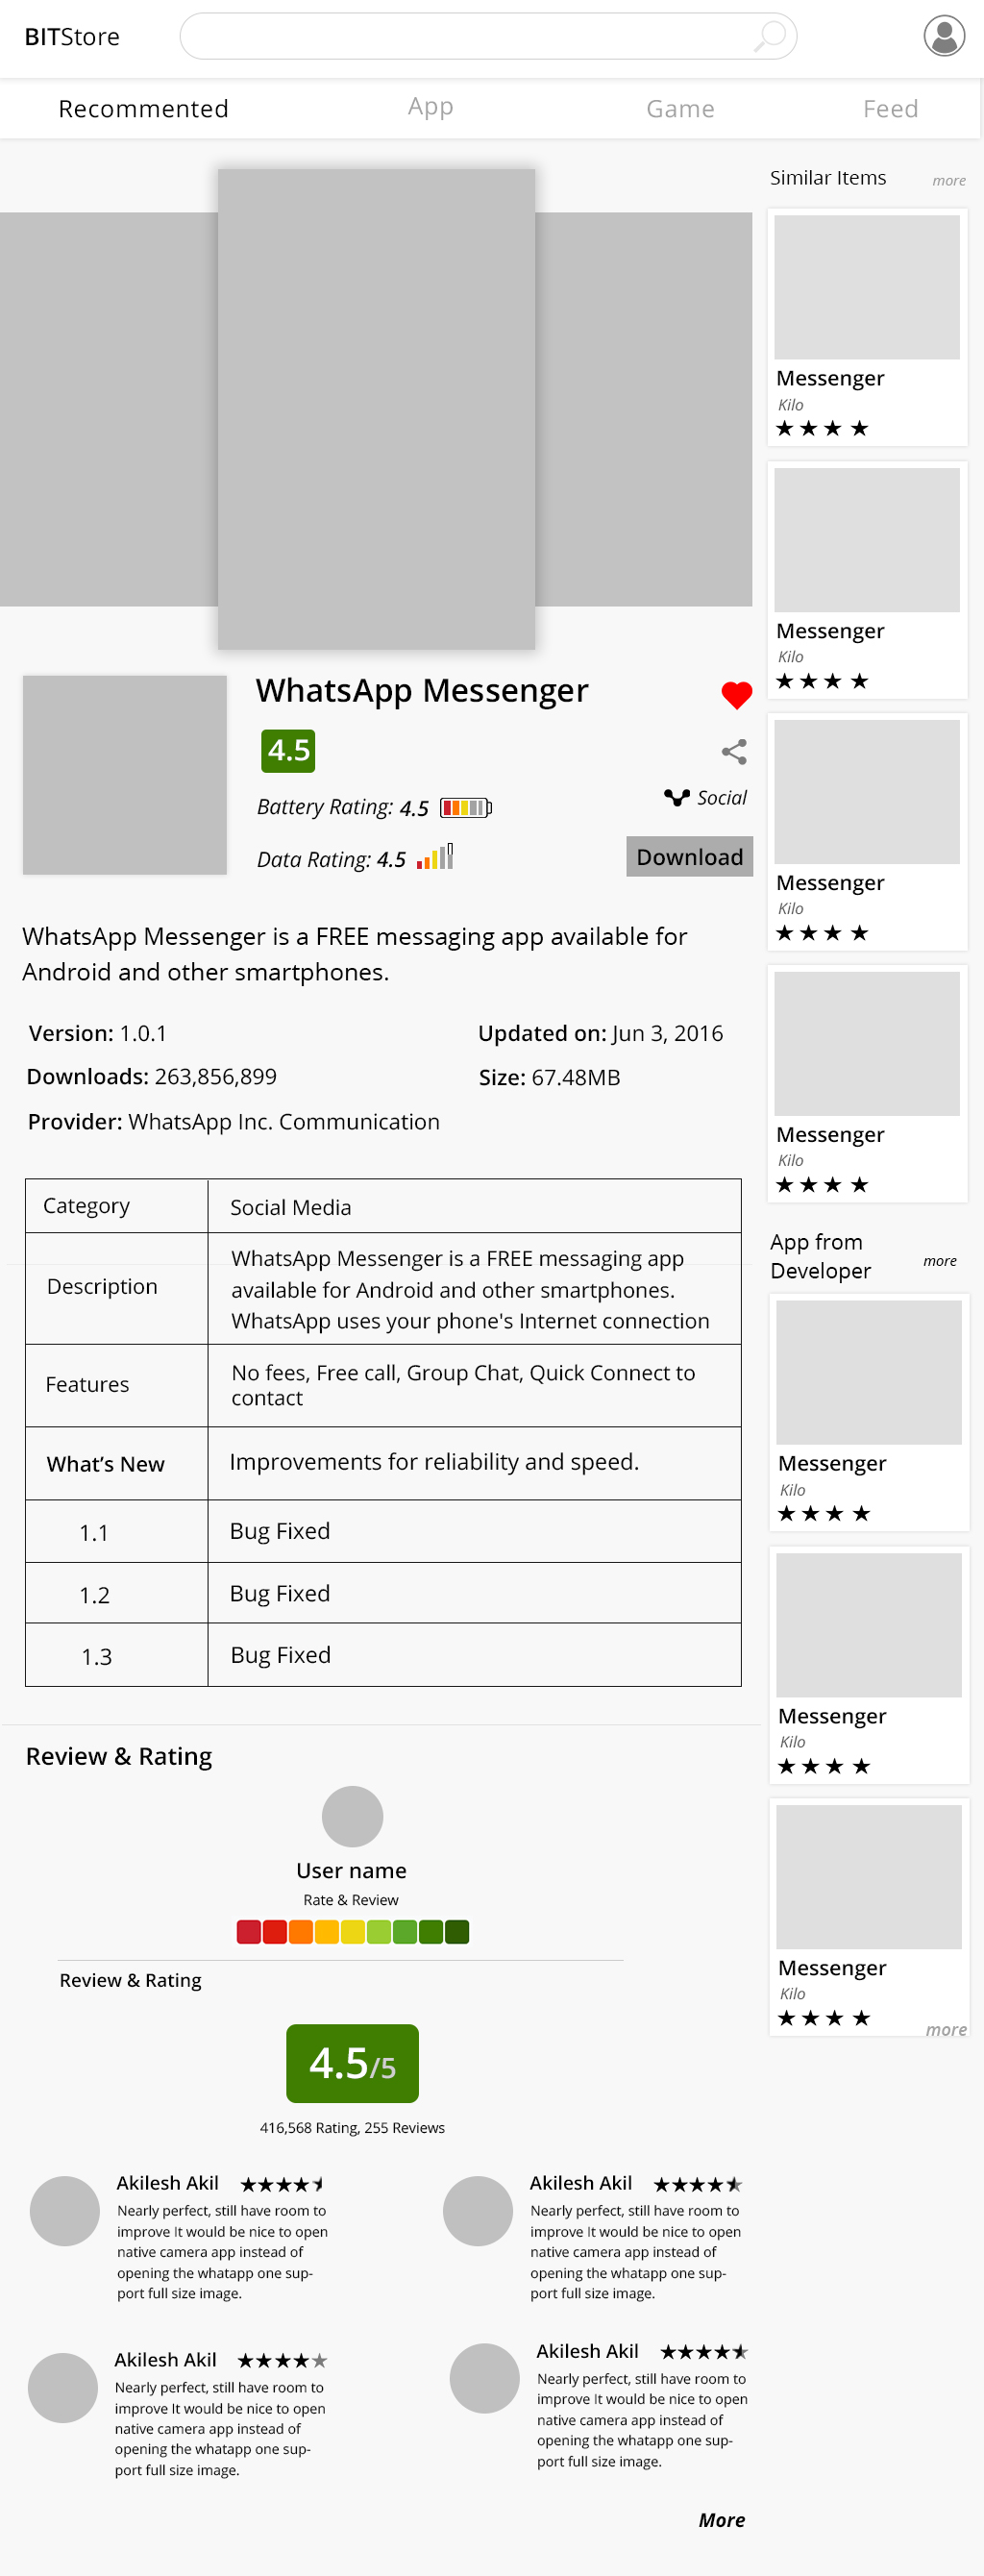 BITStore
Recommented
App
Game
Feed
Similar Items
more
Messenger
Kilo
Messenger
Kilo
Messenger
Kilo
Messenger
Kilo
App from
Developer
more
Messenger
Kilo
Messenger
Kilo
Messenger
Kilo
more
WhatsApp Messenger
4.5
Battery Rating: 4.5
Data Rating: 4.5
Social
Download
WhatsApp Messenger is a FREE messaging app available for
Android and other smartphones.
Version: 1.0.1
Updated on: Jun 3, 2016
Downloads: 263,856,899
Size: 67.48MB
Provider: WhatsApp Inc. Communication
Category
Social Media
Description
WhatsApp Messenger is a FREE messaging app
available for Android and other smartphones.
WhatsApp uses your phone's Internet connection
Features
No fees, Free call, Group Chat, Quick Connect to
contact
What's New
Improvements for reliability and speed.
1.1
Bug Fixed
1.2
Bug Fixed
1.3
Bug Fixed
Review & Rating
User name
Rate & Review
Review & Rating
4.5/5
416,568 Rating, 255 Reviews
Akilesh Akil
Nearly perfect, still have room to
improve It would be nice to open
native camera app instead of
opening the whatapp one sup-
port full size image.
Akilesh Akil
Nearly perfect, still have room to
improve It would be nice to open
native camera app instead of
opening the whatapp one sup-
port full size image.
Akilesh Akil
Nearly perfect, still have room to
improve It would be nice to open
native camera app instead of
opening the whatapp one sup-
port full size image.
Akilesh Akil
Nearly perfect, still have room to
improve It would be nice to open
native camera app instead of
opening the whatapp one sup-
port full size image.
More